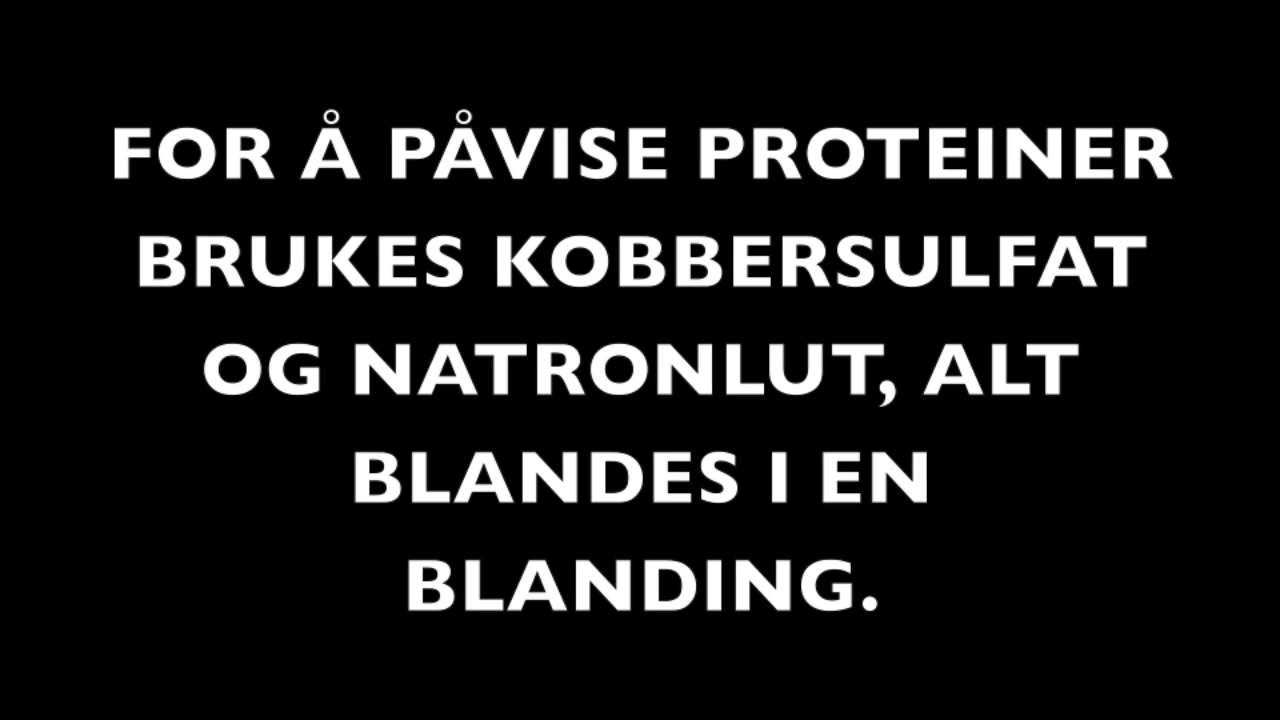 FOR Å PÅVISE PROTEINER
BRUKES KOBBERSULFAT
OG NATRONLUT, ALT
BLANDES I EN
BLANDING.